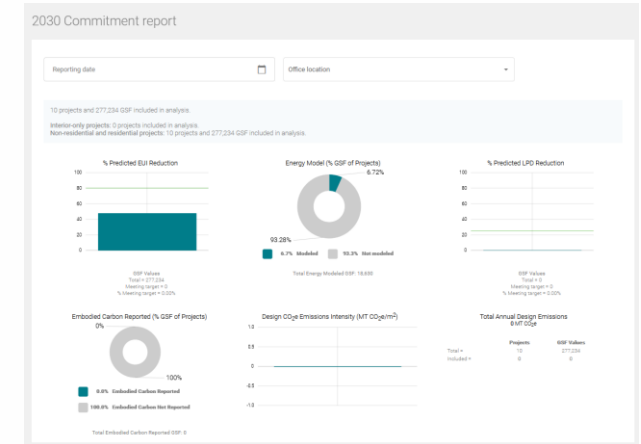 2030 Commitment report
Reporting date
Office location
10 projects and 277,234 GSF included in analysis.
Interior-only projects: 0 projects included in analysis.
Non-residential and residential projects: 10 projects and 277,234 GSF included in analysis.
% Predicted EUI Reduction
100
80
60
40
20
0
GSF Values
Total = 277,234
Meeting target = 0
% Meeting target = 0.00%
Energy Model (% GSF of Projects)
6.72%
93.28%
6.7% Modeled
93.3% Not modeled
Total Energy Modeled GSF: 18,630
% Predicted LPD Reduction
100
80
60
40
20
0
GSF Values
Total = 0
Meeting target = 0
% Meeting target = 0.00%
Embodied Carbon Reported (% GSF of Projects)
0%
100%
0.0% Embodied Carbon Reported
100.0% Embodied Carbon Not Reported
Total Embodied Carbon Reported GSF: 0
Design CO₂e Emissions Intensity (MT CO₂e/m²)
1.0
0.5
0
-0.5
-1.0
Total Annual Design Emissions
0 MT CO₂e
Projects GSF Values
Total = 10 277,234
Included = 0 0